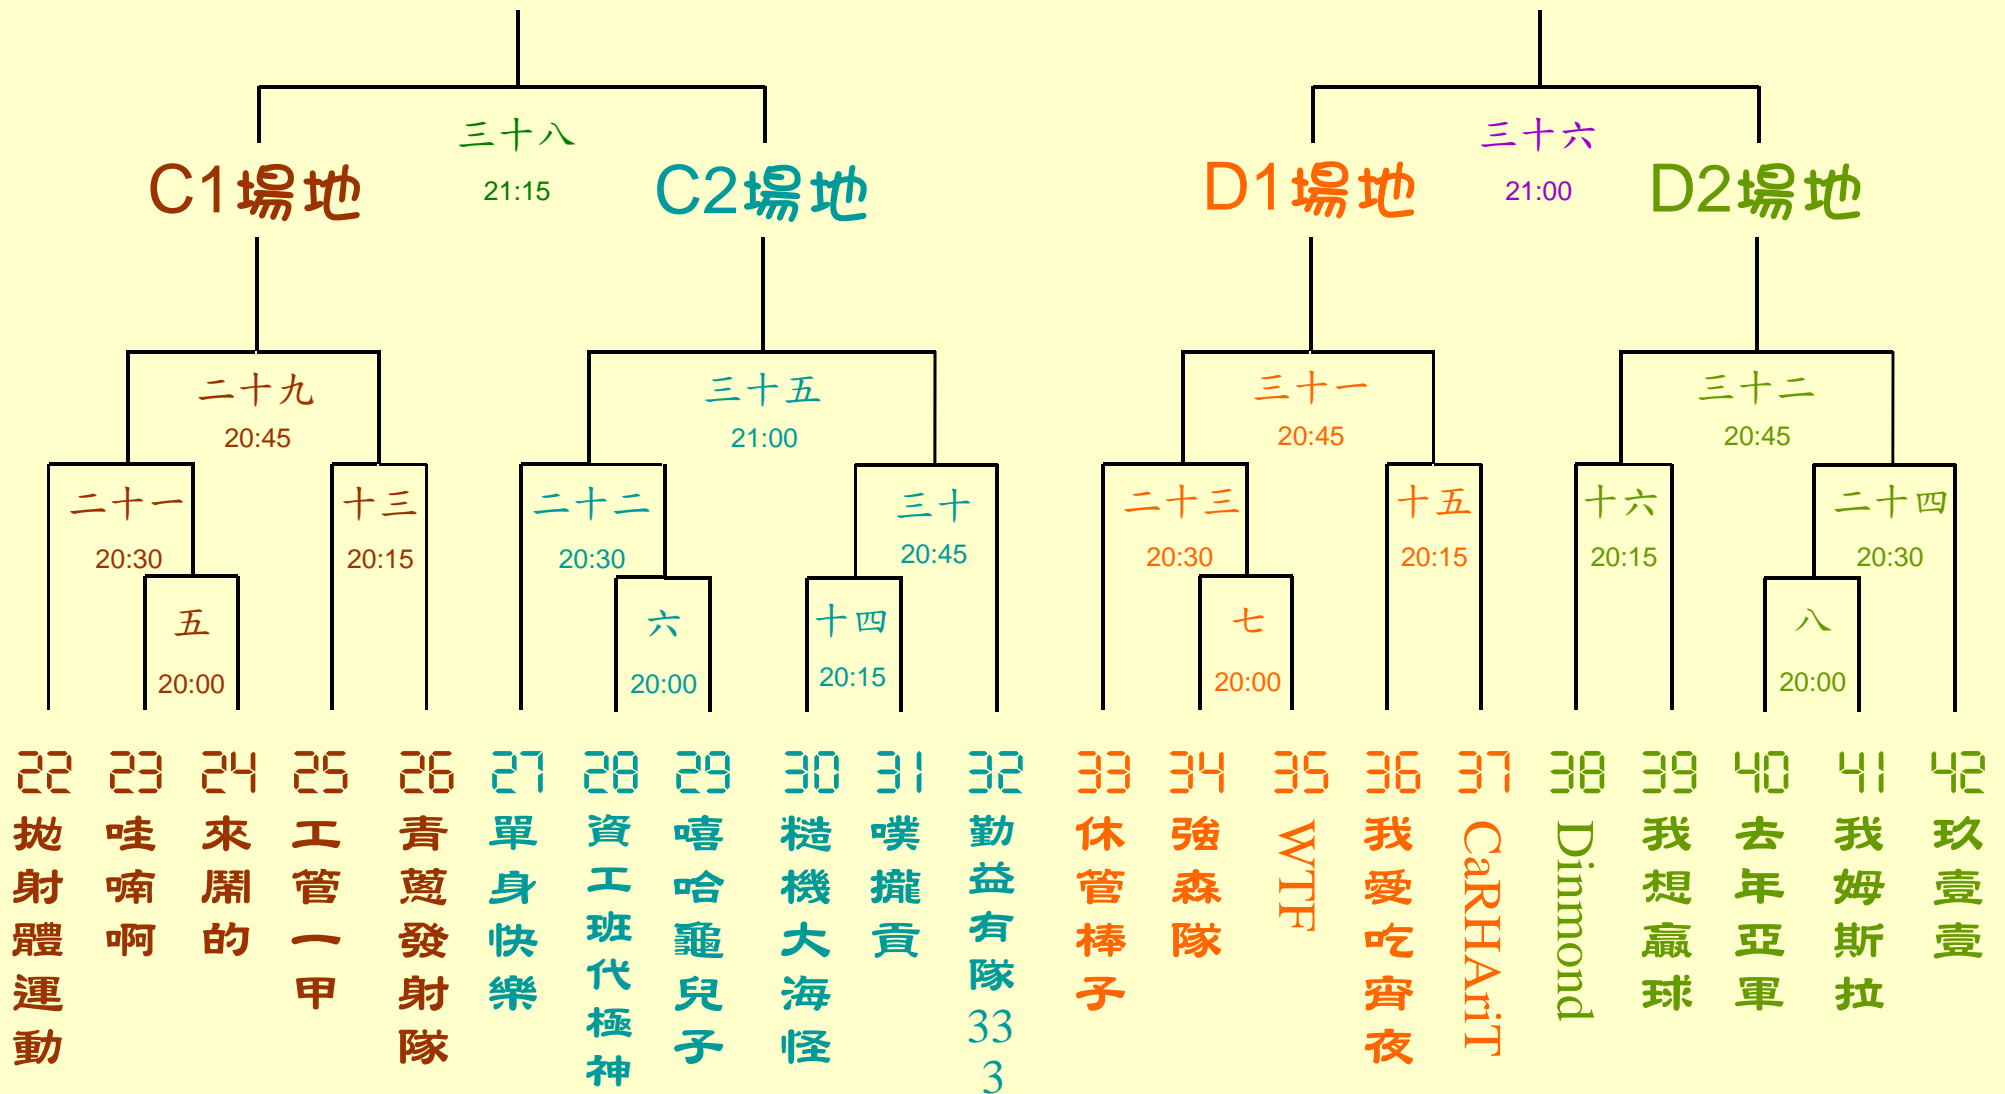 三十八
21:15
三十六
21:00
C1場地
C2場地
D1場地
D2場地
二十九
20:45
三十五
21:00
三十一
20:45
三十二
20:45
二十一
20:30
十三
20:15
二十二
20:30
三十
20:45
二十三
20:30
十五
20:15
十六
20:15
二十四
20:30
五
20:00
六
20:00
十四
20:15
七
20:00
八
20:00
22
拋射體運動
23
哇喃啊
24
來鬧的
25
工管一甲
26
青蔥發射隊
27
單身快樂
28
資工班代極神
29
嘻哈龜兒子
30
糙機大海怪
31
噗攏貢
32
勤益有隊333
33
休管棒子
34
強森隊
35
WTF
36
我愛吃宵夜
37
CaRHAriT
38
Dinmond
39
我想贏球
40
去年亞軍
41
我姆斯拉
42
玖壹壹